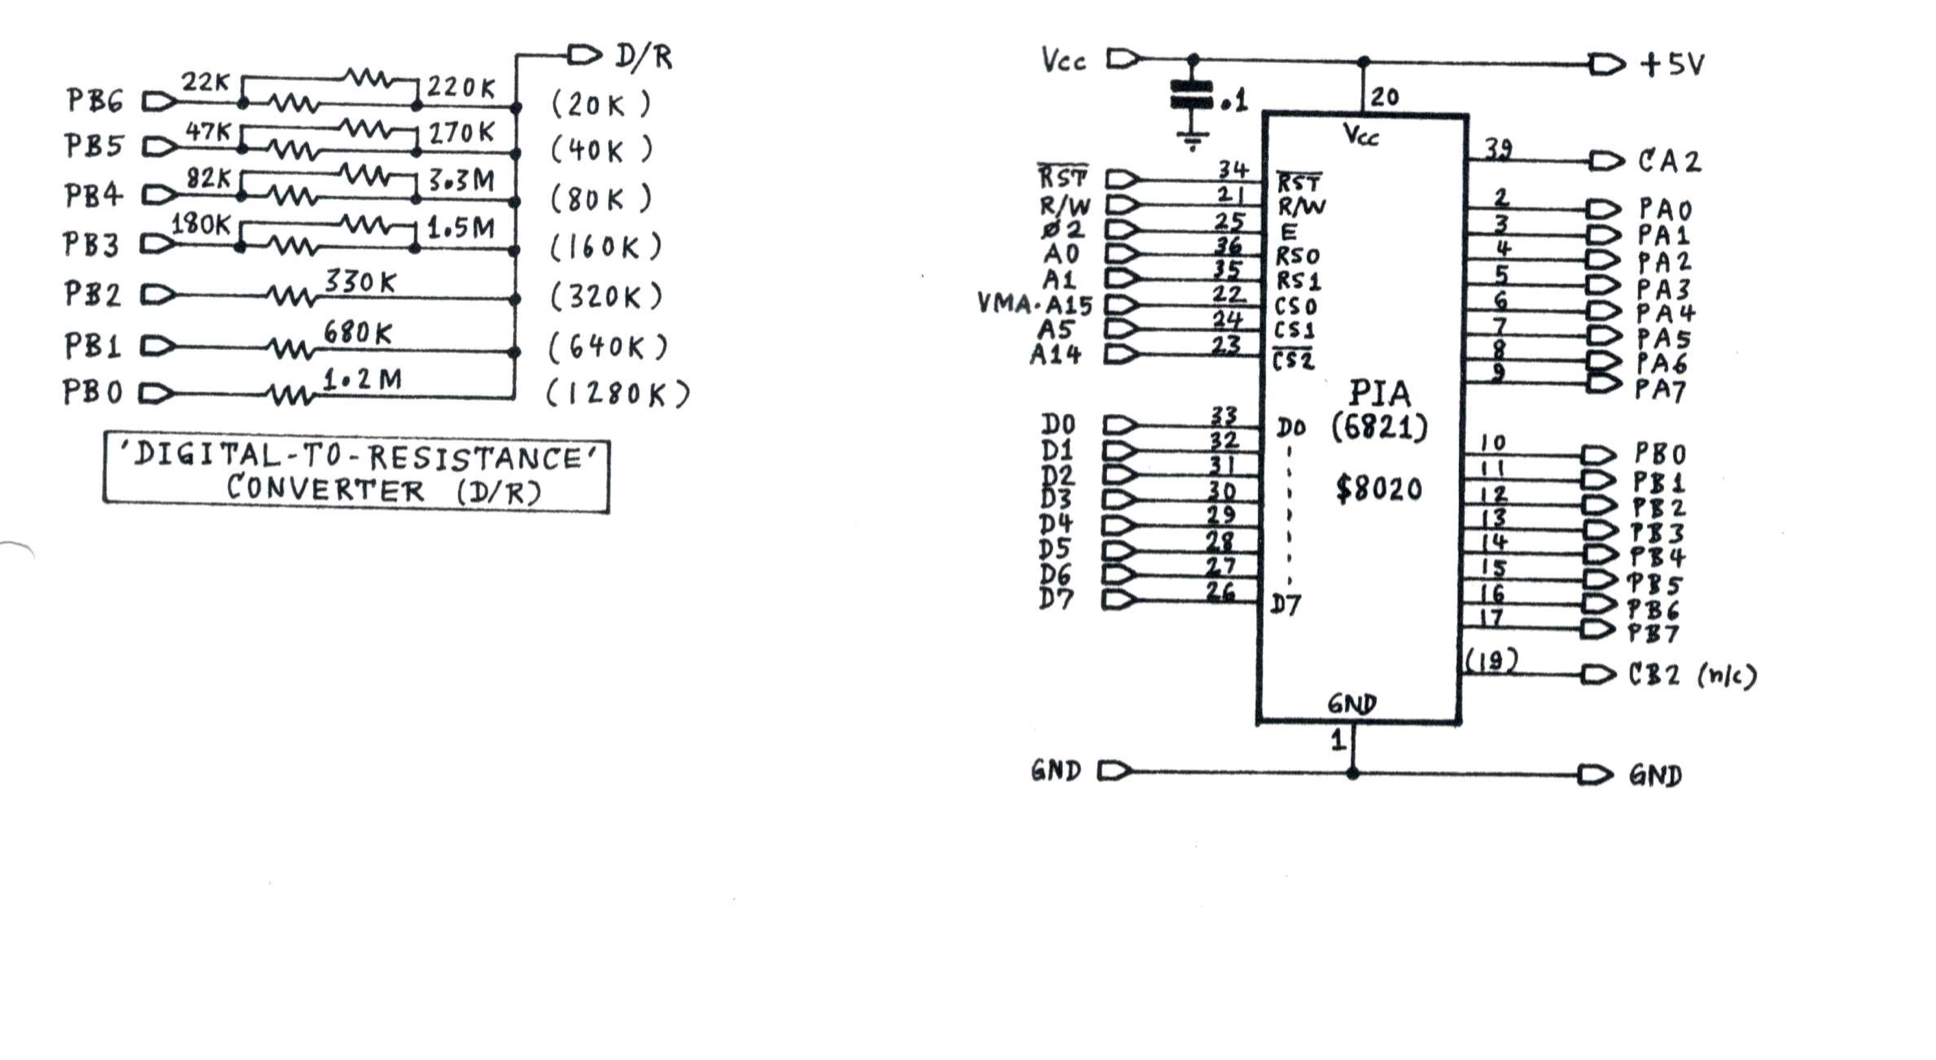 D/R
PB6 22K 220K (20K)
PB5 47K 270K (40K)
PB4 82K 3.3M (80K)
PB3 180K 1.5M (160K)
PB2 330K (320K)
PB1 680K (640K)
PB0 1.2M (1280K)
'DIGITAL-TO-RESISTANCE'
CONVERTER (D/R)
Vcc +5V
.1
20
Vcc
39 CA2
RST 34 RST
R/W 21 R/W
Ø2 25 E
A0 36 RS0
A1 35 RS1
VMA·A15 22 CS0
A5 24 CS1
A14 23 CS2
2 PA0
3 PA1
4 PA2
5 PA3
6 PA4
7 PA5
8 PA6
9 PA7
PIA
(6821)
$8020
D0 33 D0
D1 32
D2 31
D3 30
D4 29
D5 28
D6 27
D7 26 D7
10 PB0
11 PB1
12 PB2
13 PB3
14 PB4
15 PB5
16 PB6
17 PB7
(19) CB2 (n/c)
GND
1
GND GND